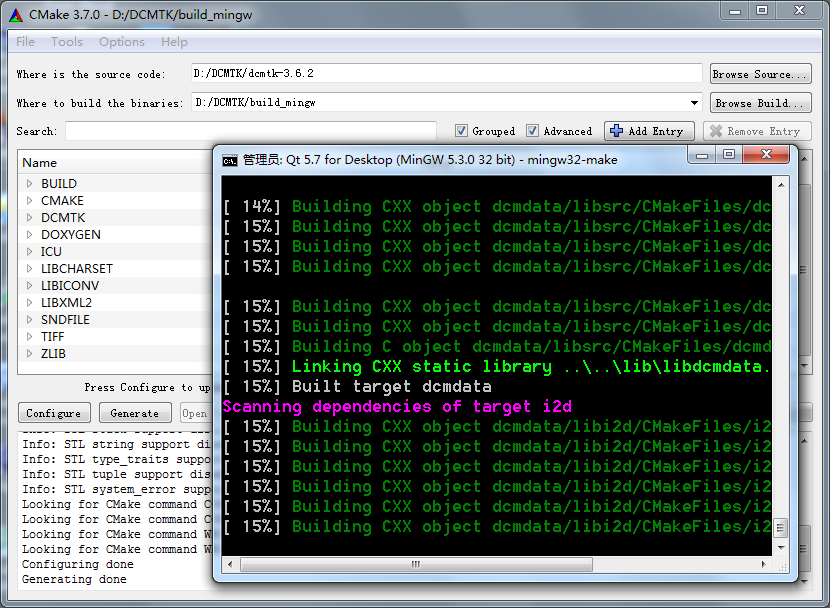 CMake 3.7.0 - D:/DCMTK/build_mingw
File Tools Options Help
Where is the source code: D:/DCMTK/dcmtk-3.6.2 Browse Source...
Where to build the binaries: D:/DCMTK/build_mingw Browse Build...
Search: Grouped Advanced Add Entry Remove Entry
Name
BUILD
CMAKE
DCMTK
DOXYGEN
ICU
LIBCHARSET
LIBICONV
LIBXML2
SNDFILE
TIFF
ZLIB
Press Configure to up
Configure Generate Open
Info: STL string support di
Info: STL type_traits suppo
Info: STL tuple support dis
Info: STL system_error supp
Looking for CMake command C
Looking for CMake command C
Looking for CMake command W
Looking for CMake command W
Configuring done
Generating done
管理员: Qt 5.7 for Desktop (MinGW 5.3.0 32 bit) - mingw32-make
[ 14%] Building CXX object dcmdata/libsrc/CMakeFiles/dc
[ 15%] Building CXX object dcmdata/libsrc/CMakeFiles/dc
[ 15%] Building CXX object dcmdata/libsrc/CMakeFiles/dc
[ 15%] Building CXX object dcmdata/libsrc/CMakeFiles/dc
[ 15%] Building CXX object dcmdata/libsrc/CMakeFiles/dc
[ 15%] Building CXX object dcmdata/libsrc/CMakeFiles/dc
[ 15%] Building C object dcmdata/libsrc/CMakeFiles/dcmd
[ 15%] Linking CXX static library ..\..\lib\libdcmdata.
[ 15%] Built target dcmdata
Scanning dependencies of target i2d
[ 15%] Building CXX object dcmdata/libi2d/CMakeFiles/i2
[ 15%] Building CXX object dcmdata/libi2d/CMakeFiles/i2
[ 15%] Building CXX object dcmdata/libi2d/CMakeFiles/i2
[ 15%] Building CXX object dcmdata/libi2d/CMakeFiles/i2
[ 15%] Building CXX object dcmdata/libi2d/CMakeFiles/i2
[ 15%] Building CXX object dcmdata/libi2d/CMakeFiles/i2